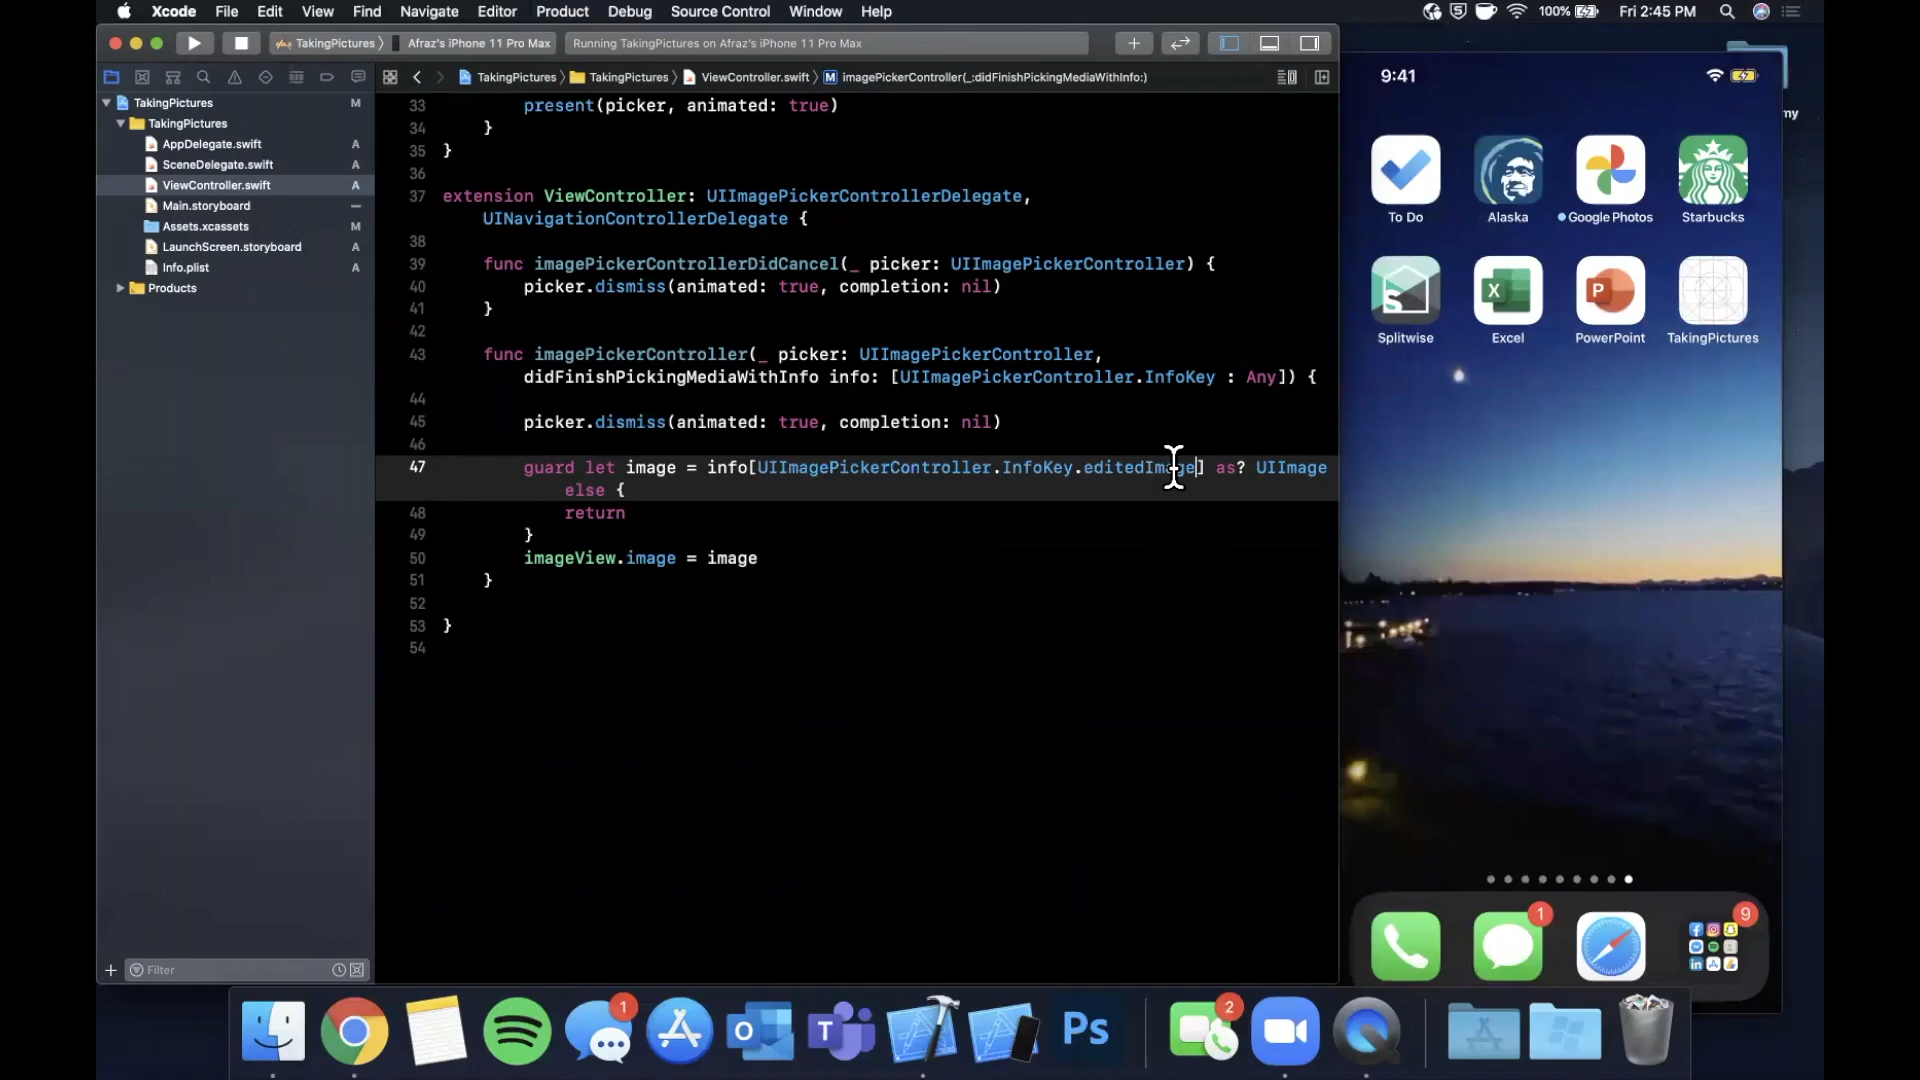 Xcode File Edit View Find Navigate Editor Product Debug Source Control Window Help 100% Fri 2:45 PM
TakingPictures 〉 Afraz's iPhone 11 Pro Max Running TakingPictures on Afraz's iPhone 11 Pro Max
TakingPictures 〉 TakingPictures 〉 ViewController.swift 〉 M imagePickerController(_:didFinishPickingMediaWithInfo:)
TakingPictures M
TakingPictures
AppDelegate.swift A
SceneDelegate.swift A
ViewController.swift A
Main.storyboard —
Assets.xcassets M
LaunchScreen.storyboard A
Info.plist A
Products
Filter
33 present(picker, animated: true)
34 }
35 }
36
37 extension ViewController: UIImagePickerControllerDelegate,
UINavigationControllerDelegate {
38
39 func imagePickerControllerDidCancel(_ picker: UIImagePickerController) {
40 picker.dismiss(animated: true, completion: nil)
41 }
42
43 func imagePickerController(_ picker: UIImagePickerController,
didFinishPickingMediaWithInfo info: [UIImagePickerController.InfoKey : Any]) {
44
45 picker.dismiss(animated: true, completion: nil)
46
47 guard let image = info[UIImagePickerController.InfoKey.editedImage] as? UIImage
else {
48 return
49 }
50 imageView.image = image
51 }
52
53 }
54
9:41
my
To Do Alaska Google Photos Starbucks
Splitwise Excel PowerPoint TakingPictures
1 9
1 2
Ps